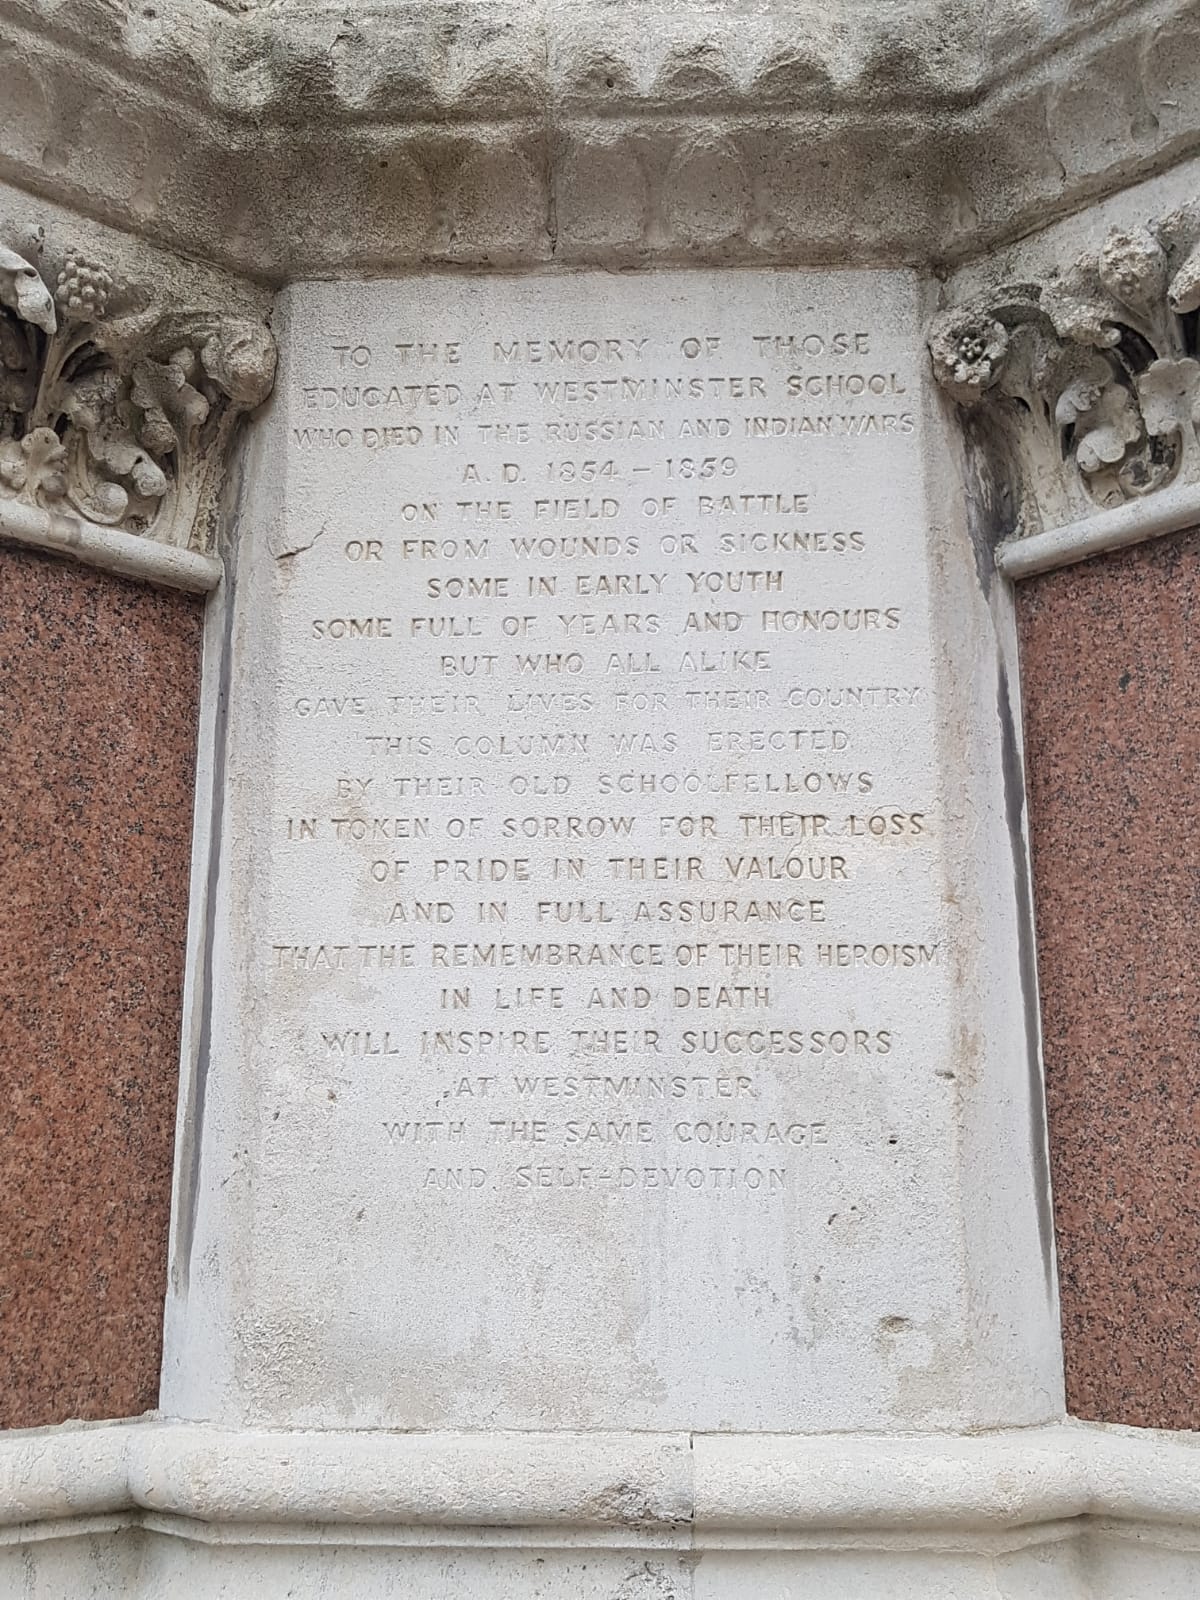 TO THE MEMORY OF THOSE
EDUCATED AT WESTMINSTER SCHOOL
WHO DIED IN THE RUSSIAN AND INDIAN WARS
A. D. 1854 – 1859
ON THE FIELD OF BATTLE
OR FROM WOUNDS OR SICKNESS
SOME IN EARLY YOUTH
SOME FULL OF YEARS AND HONOURS
BUT WHO ALL ALIKE
GAVE THEIR LIVES FOR THEIR COUNTRY
THIS COLUMN WAS ERECTED
BY THEIR OLD SCHOOLFELLOWS
IN TOKEN OF SORROW FOR THEIR LOSS
OF PRIDE IN THEIR VALOUR
AND IN FULL ASSURANCE
THAT THE REMEMBRANCE OF THEIR HEROISM
IN LIFE AND DEATH
WILL INSPIRE THEIR SUCCESSORS
AT WESTMINSTER
WITH THE SAME COURAGE
AND SELF-DEVOTION